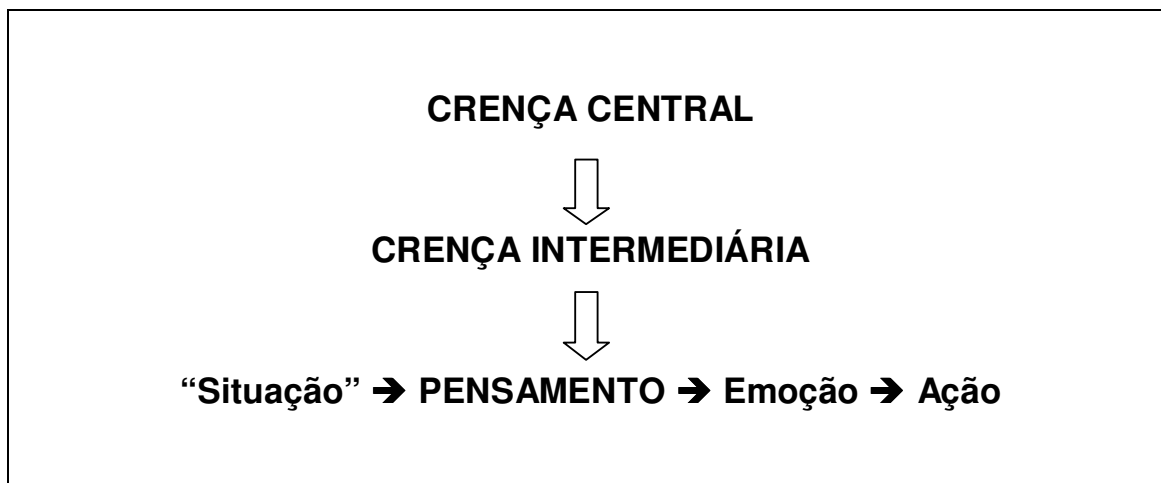 CRENÇA CENTRAL
CRENÇA INTERMEDIÁRIA
“Situação” ➔ PENSAMENTO ➔ Emoção ➔ Ação